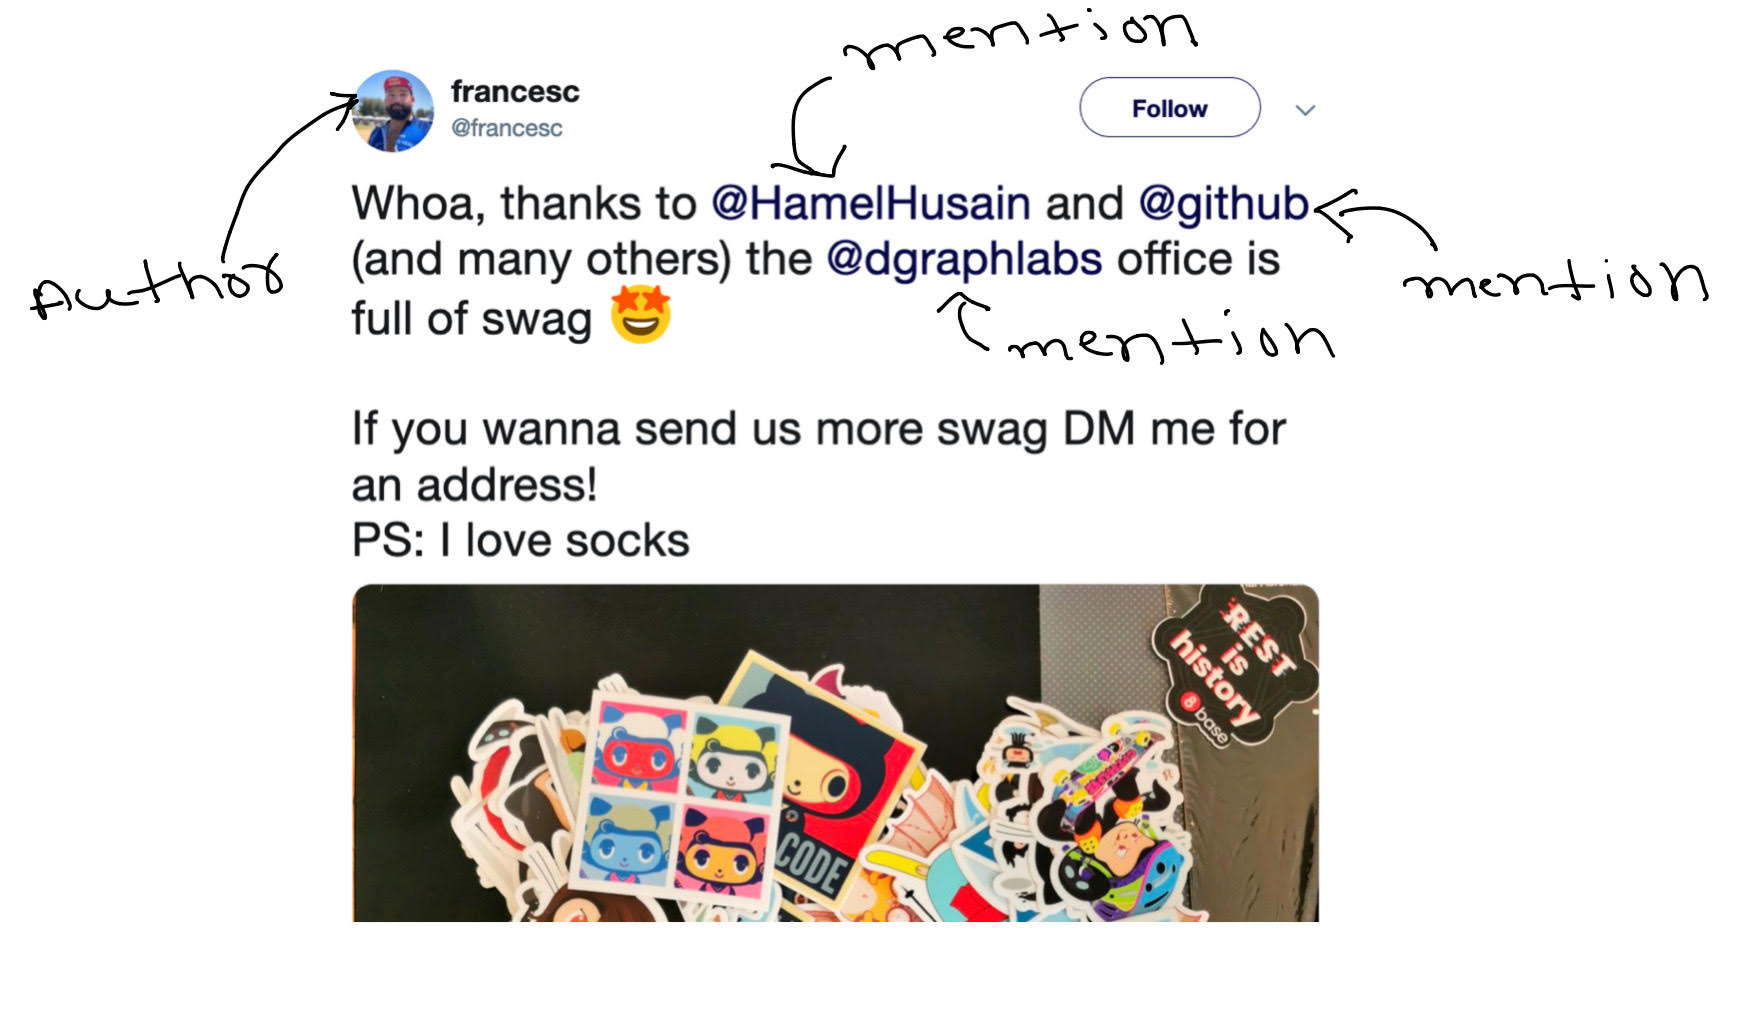 mention
francesc
@francesc
Follow
Whoa, thanks to @HamelHusain and @github
(and many others) the @dgraphlabs office is
full of swag 🤩
Author
mention
mention
If you wanna send us more swag DM me for
an address!
PS: I love socks
REST
is
history
8base
CODE